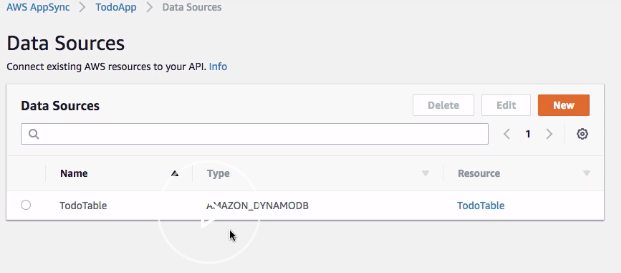 AWS AppSync > TodoApp > Data Sources
Data Sources
Connect existing AWS resources to your API. Info
Data Sources Delete Edit New
< 1 >
Name Type Resource
TodoTable AMAZON_DYNAMODB TodoTable